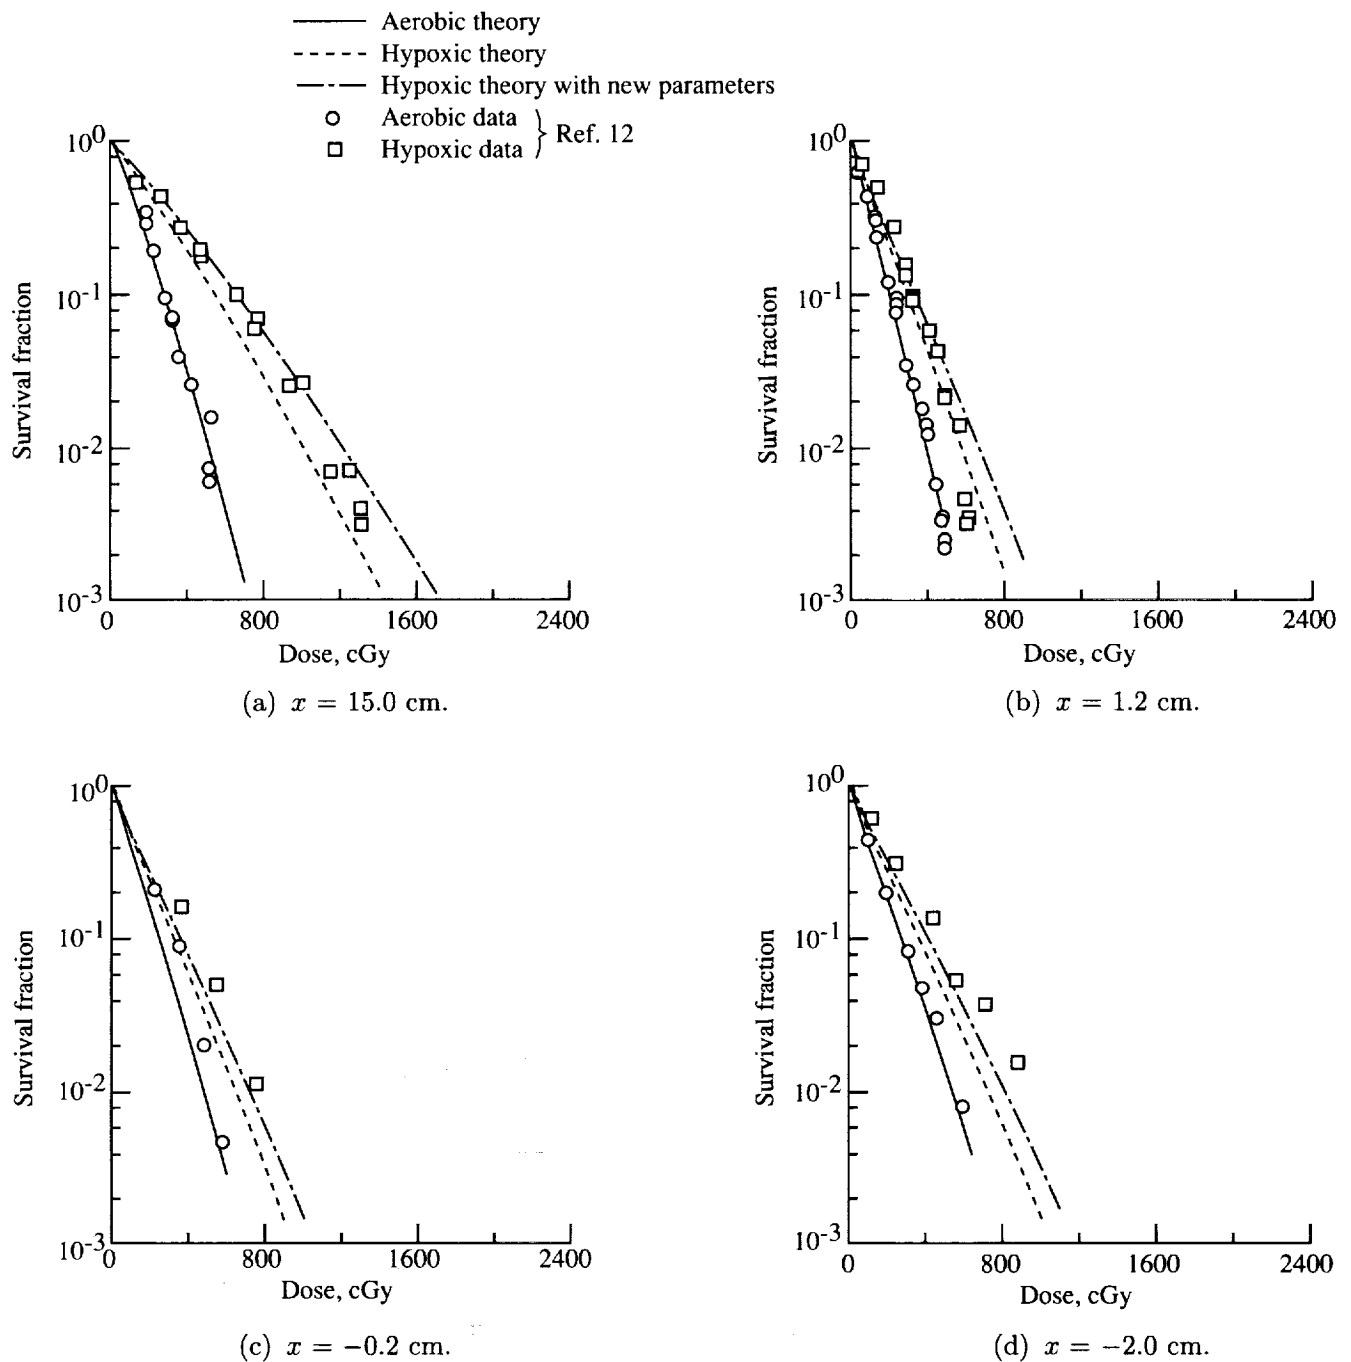 Aerobic theory
Hypoxic theory
Hypoxic theory with new parameters
Aerobic data
Hypoxic data
} Ref. 12
10^0
10^-1
10^-2
10^-3
Survival fraction
0 800 1600 2400
Dose, cGy
(a) x = 15.0 cm.
10^0
10^-1
10^-2
10^-3
Survival fraction
0 800 1600 2400
Dose, cGy
(b) x = 1.2 cm.
10^0
10^-1
10^-2
10^-3
Survival fraction
0 800 1600 2400
Dose, cGy
(c) x = −0.2 cm.
10^0
10^-1
10^-2
10^-3
Survival fraction
0 800 1600 2400
Dose, cGy
(d) x = −2.0 cm.